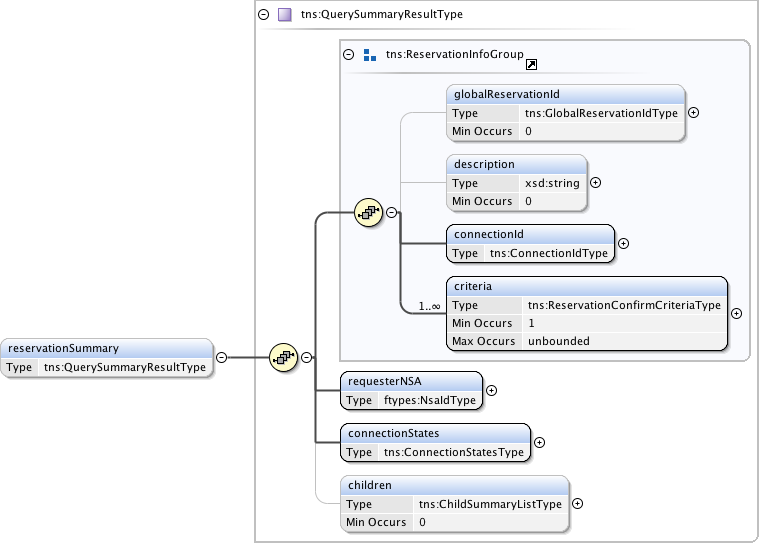 tns:QuerySummaryResultType
tns:ReservationInfoGroup
globalReservationId
Type tns:GlobalReservationIdType
Min Occurs 0
description
Type xsd:string
Min Occurs 0
connectionId
Type tns:ConnectionIdType
1..∞
criteria
Type tns:ReservationConfirmCriteriaType
Min Occurs 1
Max Occurs unbounded
reservationSummary
Type tns:QuerySummaryResultType
requesterNSA
Type ftypes:NsaIdType
connectionStates
Type tns:ConnectionStatesType
children
Type tns:ChildSummaryListType
Min Occurs 0